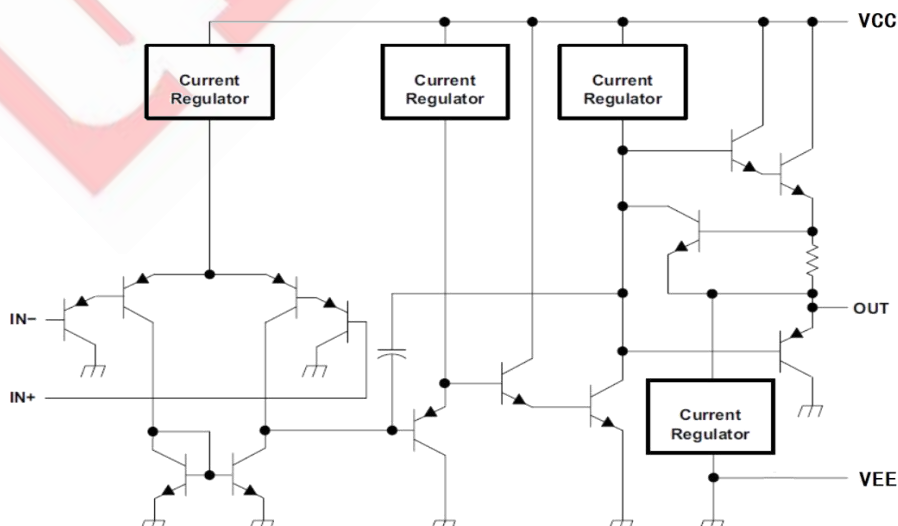 VCC
Current
Regulator
Current
Regulator
Current
Regulator
IN−
OUT
IN+
Current
Regulator
VEE